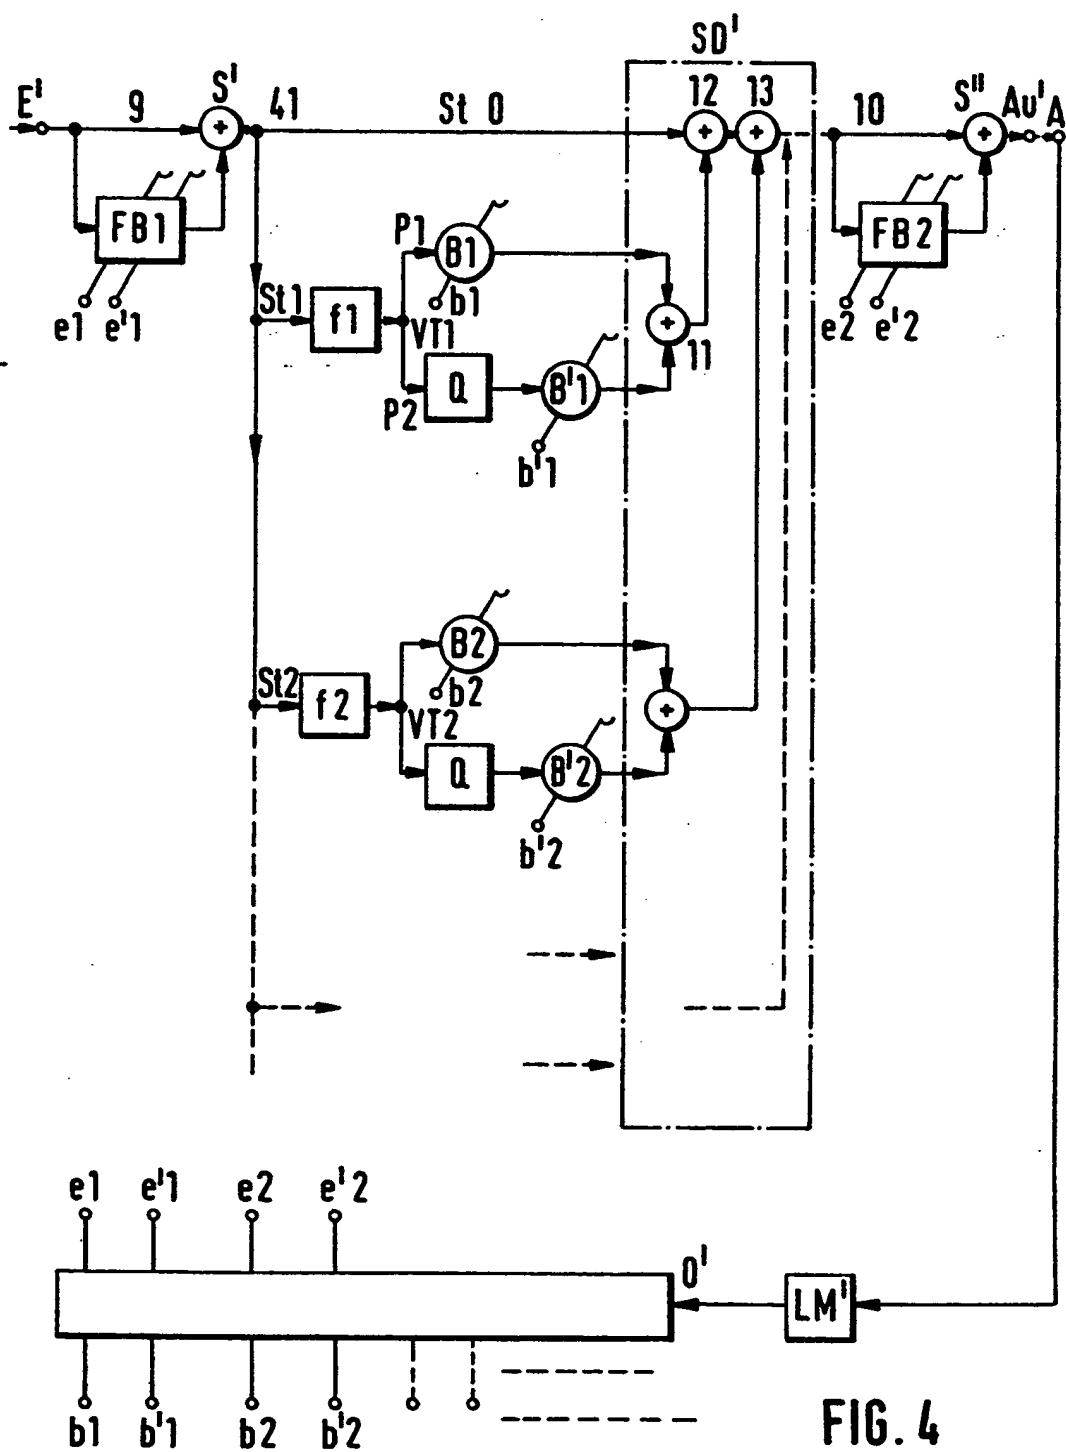 SD'
E' 9 S' 41 St 0 12 13 10 S" Au' A
+ + + +
FB1 FB2
P1 B1
e1 e'1 St1 f1 b1 e2 e'2
VT1 + 11
P2 Q B'1
b'1
B2
St2 f2 b2
VT2 +
Q B'2
b'2
e1 e'1 e2 e'2
O'
LM'
b1 b'1 b2 b'2
FIG. 4